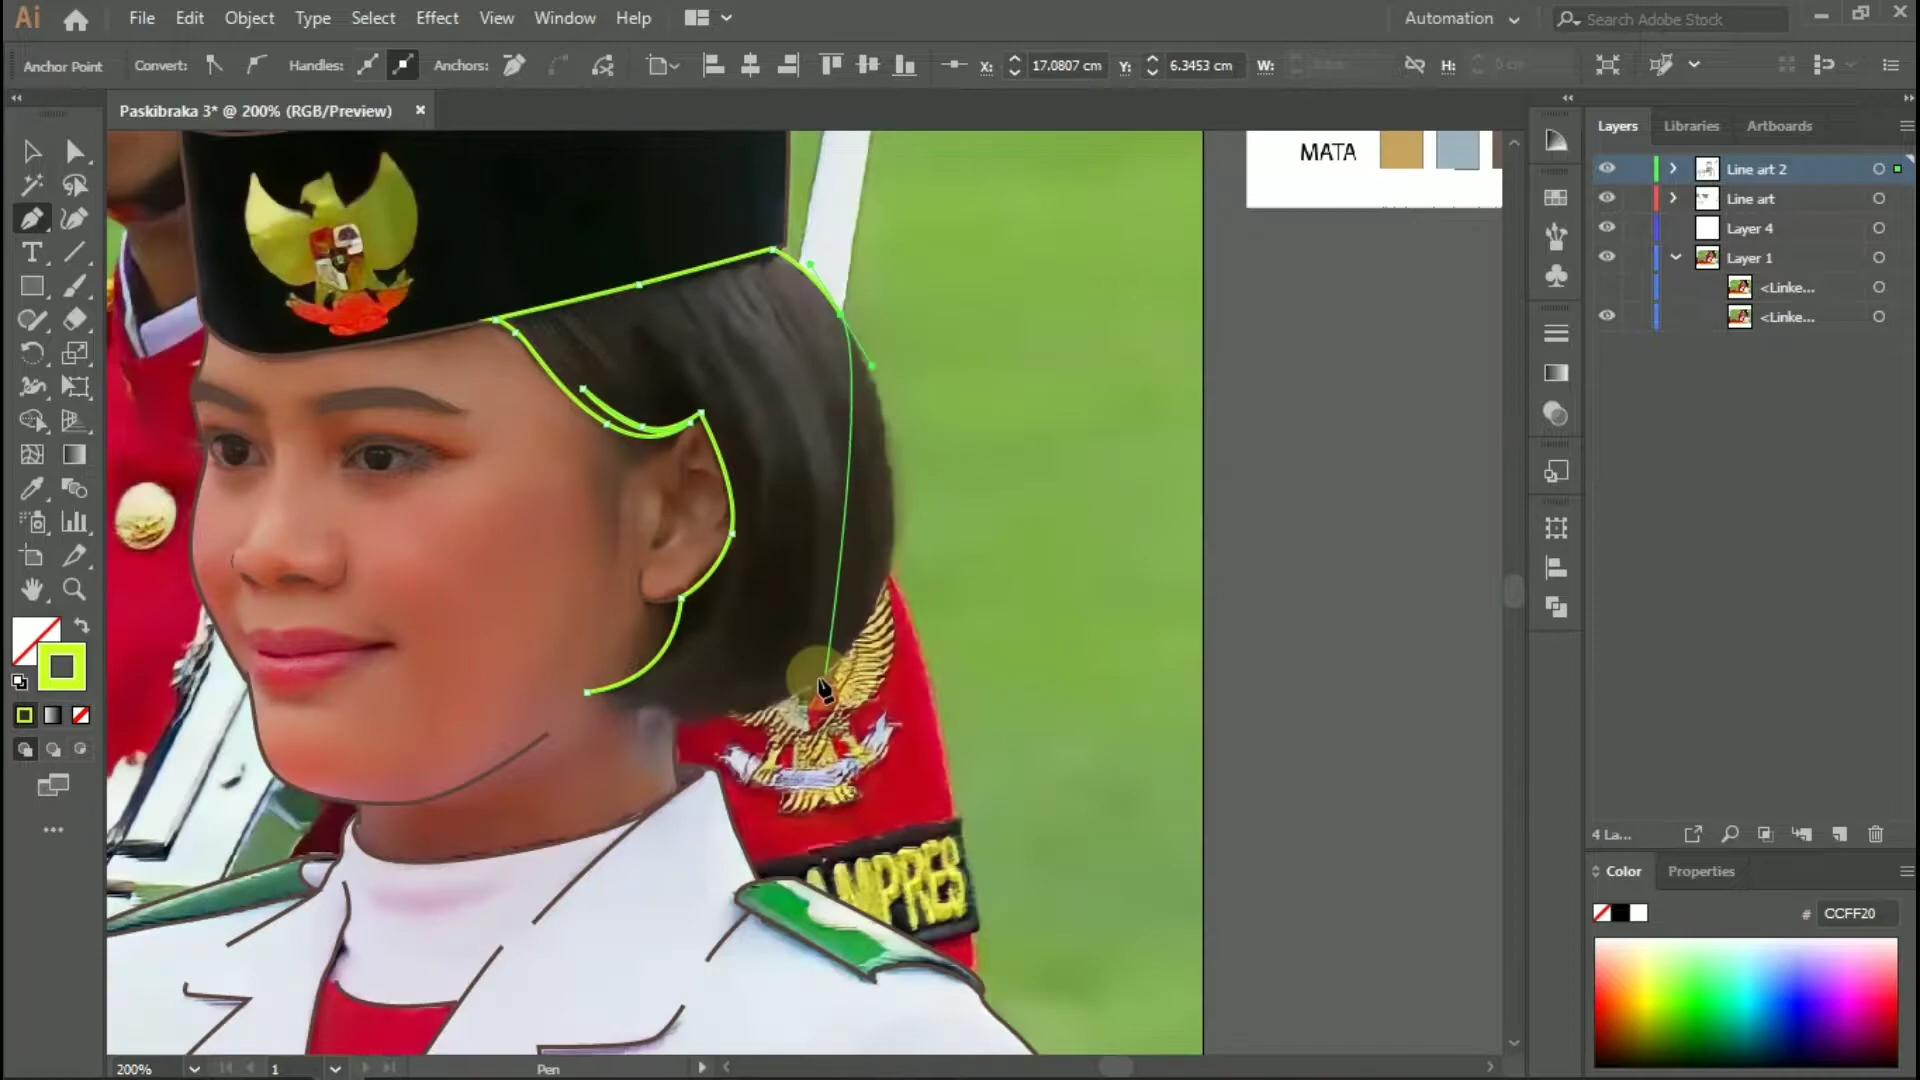 Ai File Edit Object Type Select Effect View Window Help Automation Search Adobe Stock
Anchor Point Convert: Handles: Anchors: X: 17.0807 cm Y: 6.3453 cm W: H: 0 cm
Paskibraka 3* @ 200% (RGB/Preview)
Layers Libraries Artboards
MATA
Line art 2
Line art
Layer 4
Layer 1
<Linke...
<Linke...
4 La...
Color Properties
# CCFF20
200% 1 Pen